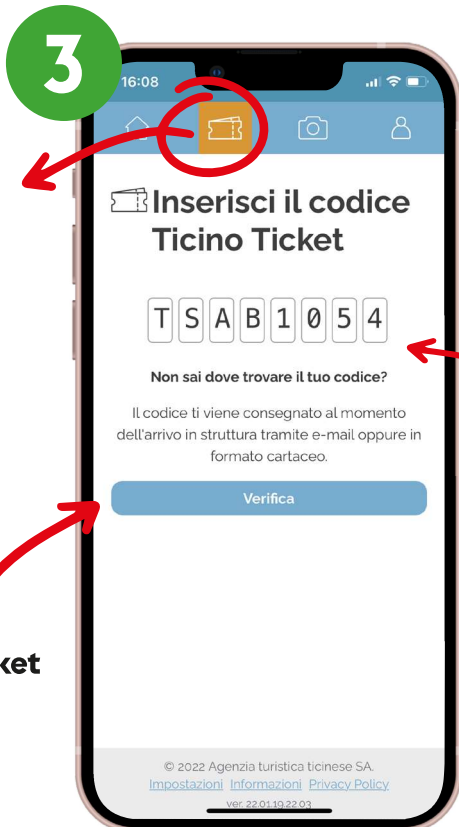 3
16:08
Inserisci il codice
Ticino Ticket
TSAB1054
Non sai dove trovare il tuo codice?
Il codice ti viene consegnato al momento
dell'arrivo in struttura tramite e-mail oppure in
formato cartaceo.
Verifica
ket
© 2022 Agenzia turistica ticinese SA.
Impostazioni Informazioni Privacy Policy
ver. 22.01.19.22.03